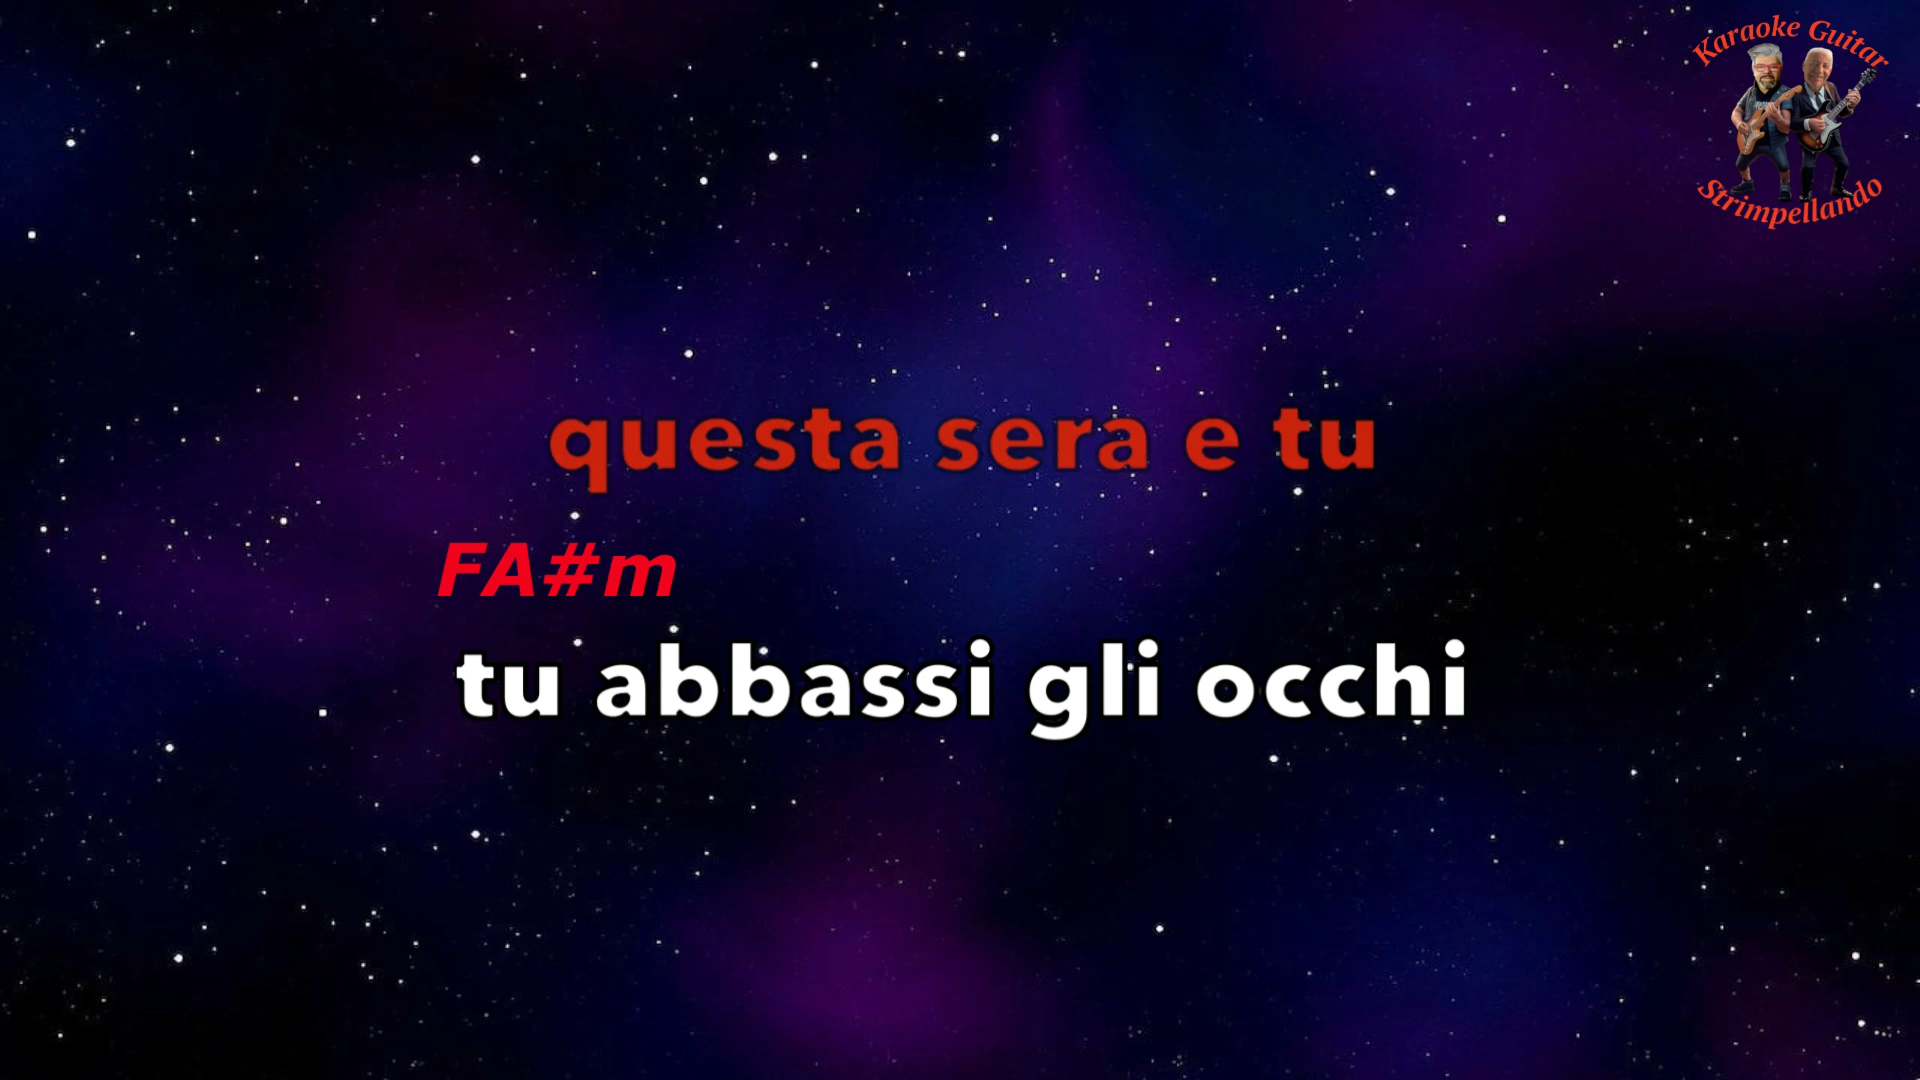 Karaoke Guitar
Strimpellando
questa sera e tu
FA#m
tu abbassi gli occhi